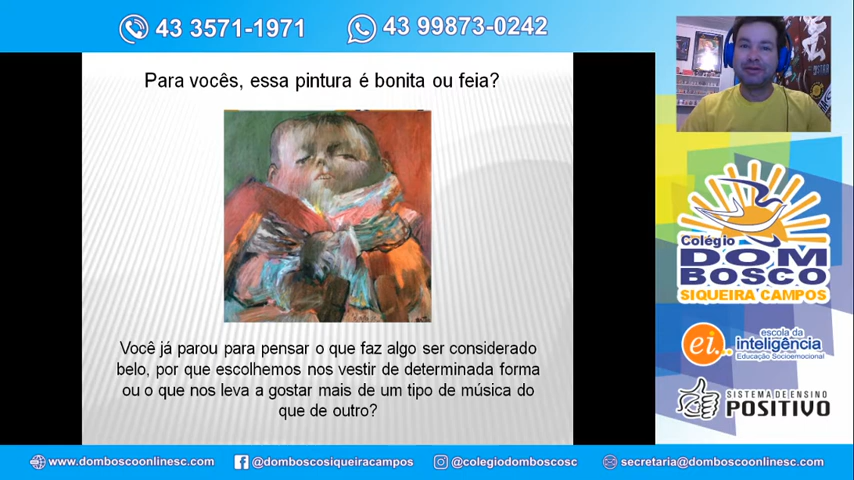 43 3571-1971
43 99873-0242
Para vocês, essa pintura é bonita ou feia?
Você já parou para pensar o que faz algo ser considerado
belo, por que escolhemos nos vestir de determinada forma
ou o que nos leva a gostar mais de um tipo de música do
que de outro?
Colégio
DOM
BOSCO
SIQUEIRA CAMPOS
ei...
escola da
inteligência
Educação Socioemocional
SISTEMA DE ENSINO
POSITIVO
www.domboscoonlinesc.com
@domboscosiqueiracampos
@colegiodomboscosc
secretaria@domboscoonlinesc.com